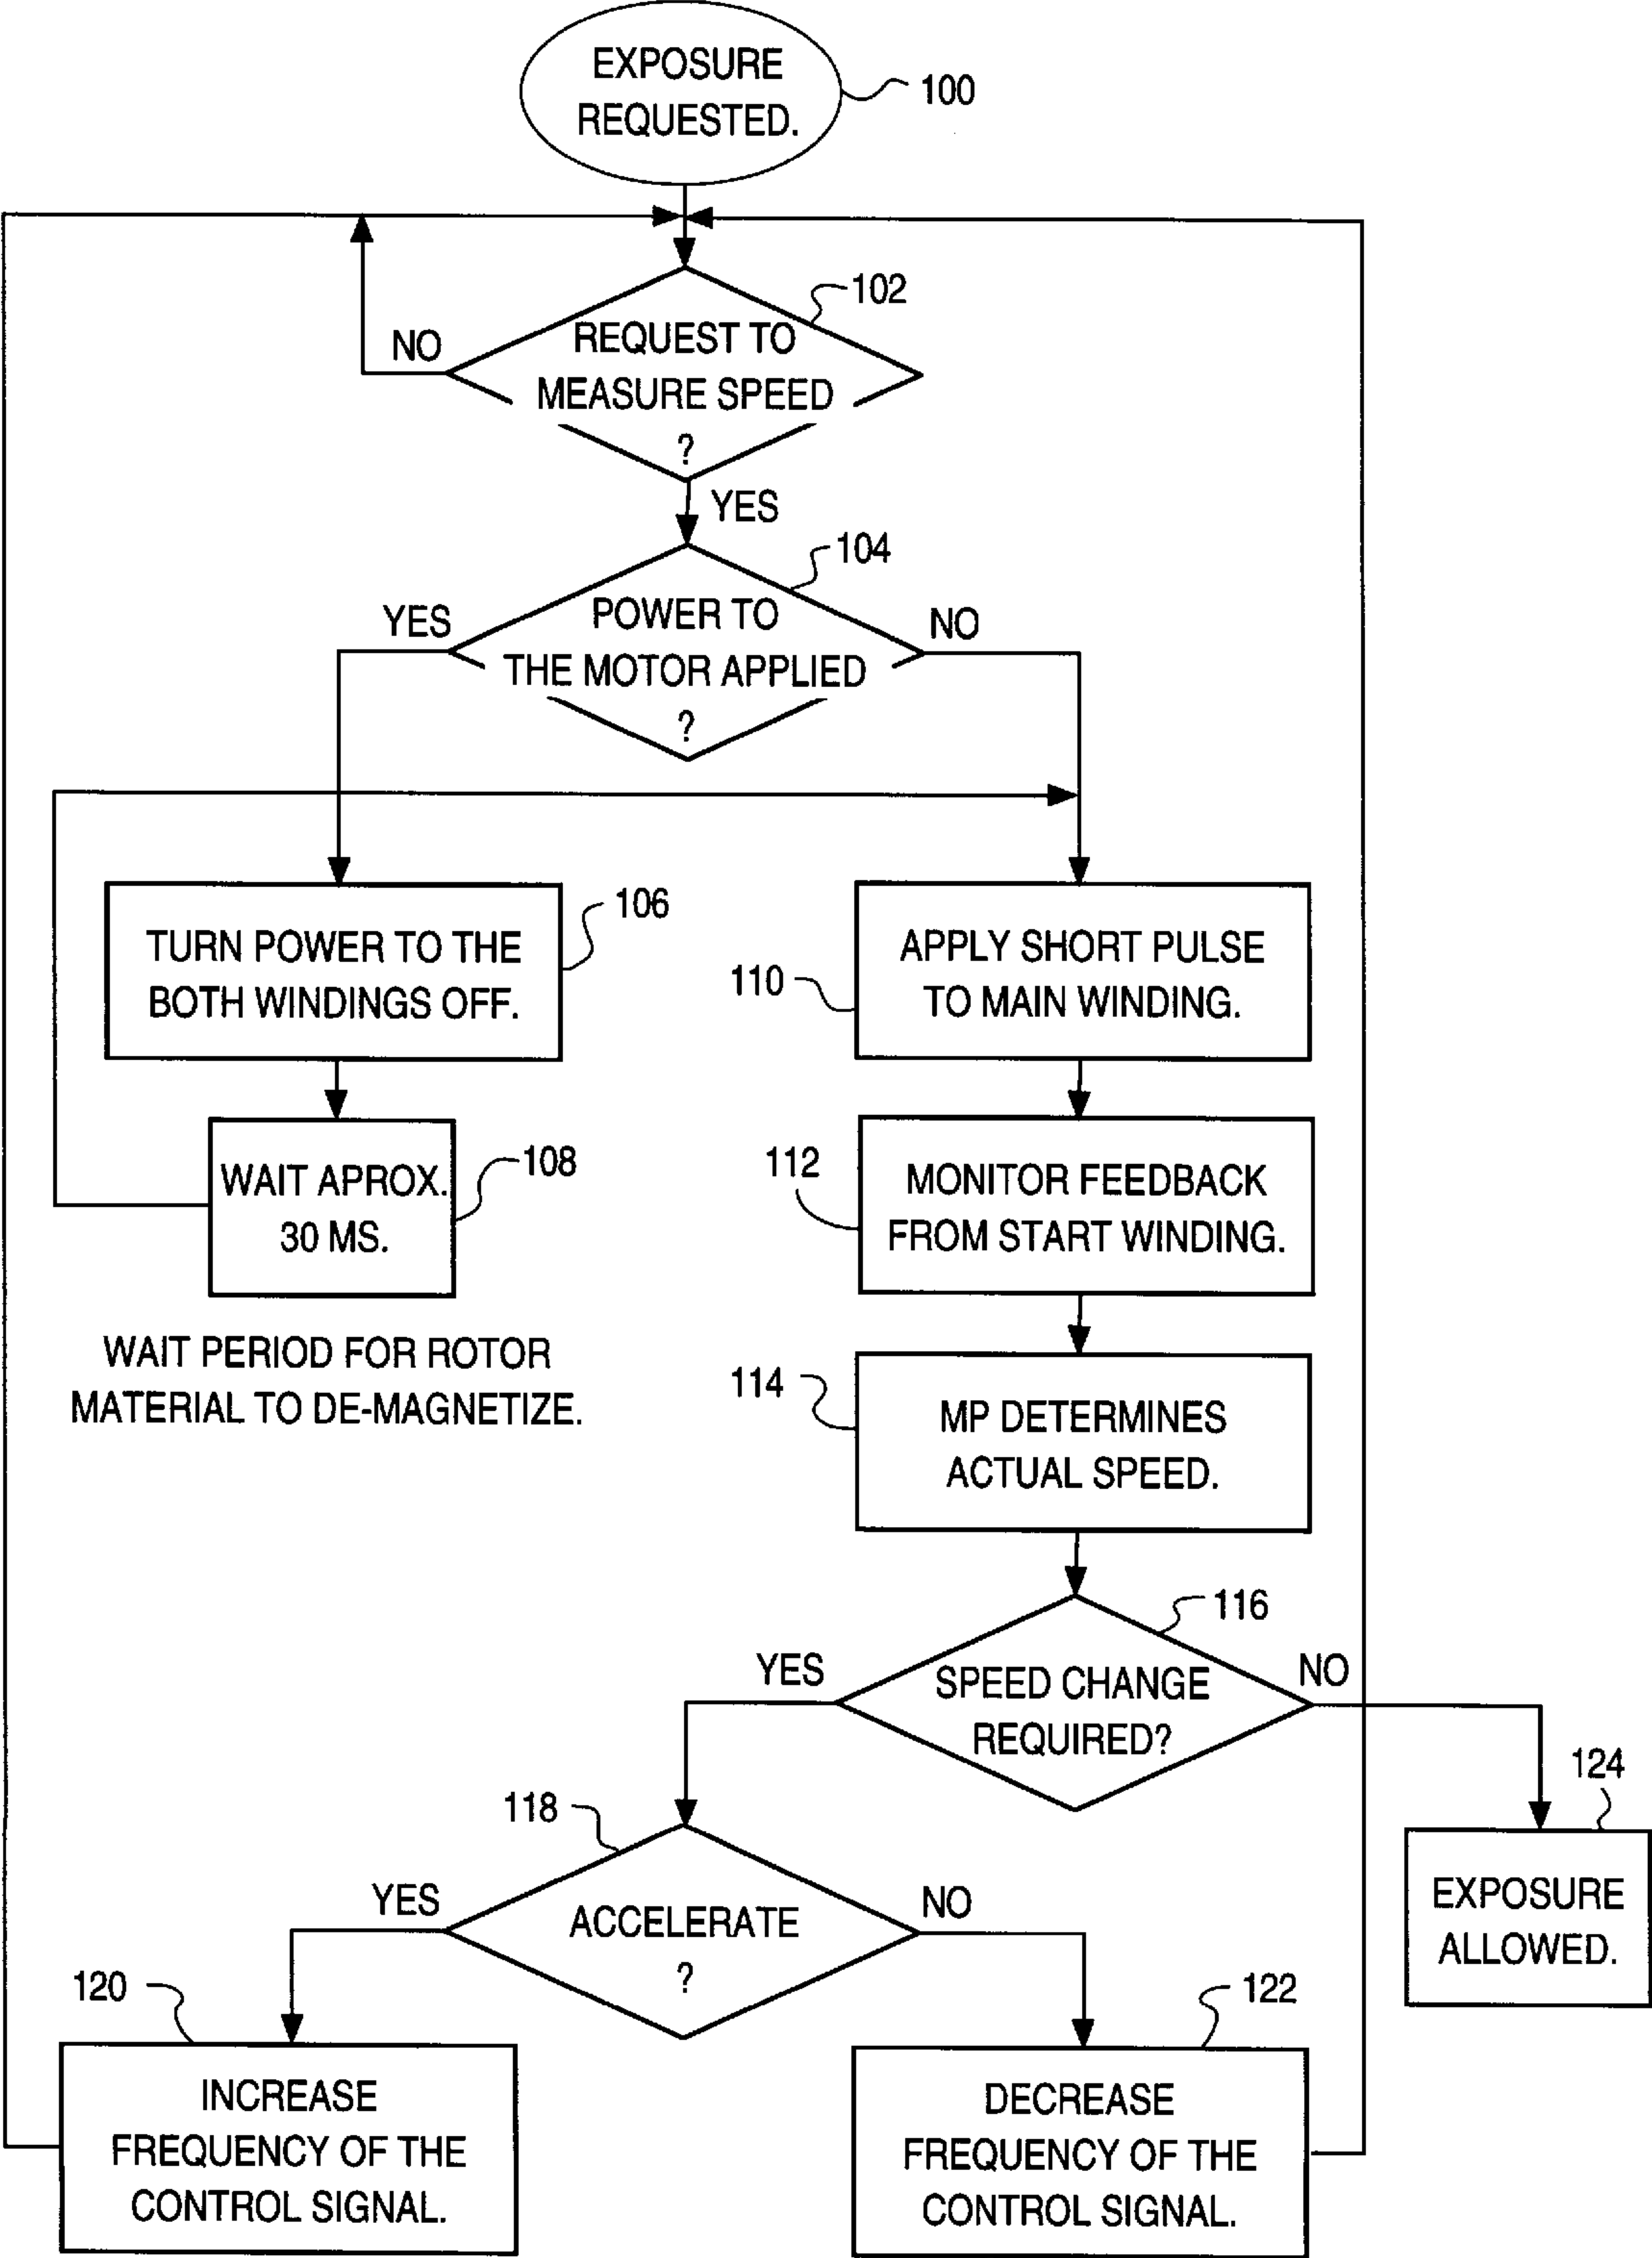 EXPOSURE
REQUESTED.
100
102
REQUEST TO
MEASURE SPEED
?
NO
YES
104
POWER TO
THE MOTOR APPLIED
?
YES
NO
106
TURN POWER TO THE
BOTH WINDINGS OFF.
110
APPLY SHORT PULSE
TO MAIN WINDING.
108
WAIT APROX.
30 MS.
112
MONITOR FEEDBACK
FROM START WINDING.
WAIT PERIOD FOR ROTOR
MATERIAL TO DE-MAGNETIZE.
114
MP DETERMINES
ACTUAL SPEED.
116
YES
SPEED CHANGE
REQUIRED?
NO
124
EXPOSURE
ALLOWED.
118
YES
ACCELERATE
?
NO
120
INCREASE
FREQUENCY OF THE
CONTROL SIGNAL.
122
DECREASE
FREQUENCY OF THE
CONTROL SIGNAL.